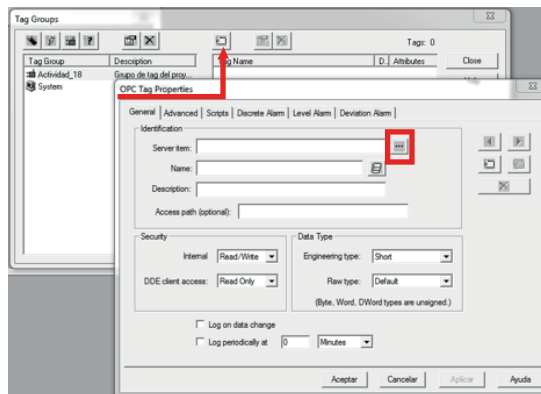 Tag Groups
Tags: 0
Tag Group Description Tag Name D.. Attributes Close
Actividad_18 Grupo de tag del proy...
System
OPC Tag Properties
General Advanced Scripts Discrete Alarm Level Alarm Deviation Alarm
Identification
Server item:
Name:
Description:
Access path (optional):
Security Data Type
Internal Read/Write Engineering type: Short
DDE client access: Read Only Raw type: Default
(Byte, Word, DWord types are unsigned.)
Log on data change
Log periodically at 0 Minutes
Aceptar Cancelar Aplicar Ayuda